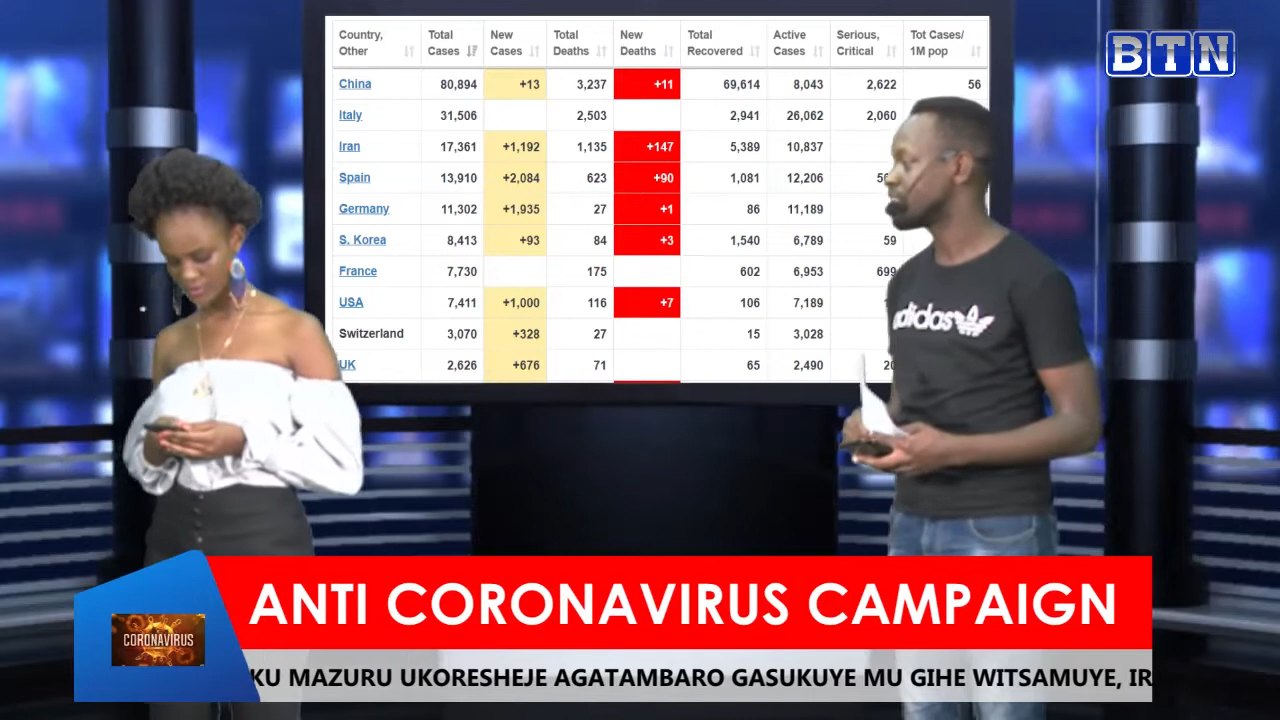 Country, Other Total Cases New Cases Total Deaths New Deaths Total Recovered Active Cases Serious, Critical Tot Cases/ 1M pop
BTN
China 80,894 +13 3,237 +11 69,614 8,043 2,622 56
Italy 31,506 2,503 2,941 26,062 2,060
Iran 17,361 +1,192 1,135 +147 5,389 10,837
Spain 13,910 +2,084 623 +90 1,081 12,206
Germany 11,302 +1,935 27 +1 86 11,189
S. Korea 8,413 +93 84 +3 1,540 6,789 59
France 7,730 175 602 6,953 699
USA 7,411 +1,000 116 +7 106 7,189
Switzerland 3,070 +328 27 15 3,028
UK 2,626 +676 71 65 2,490 20
adidas
ANTI CORONAVIRUS CAMPAIGN
CORONAVIRUS
KU MAZURU UKORESHEJE AGATAMBARO GASUKUYE MU GIHE WITSAMUYE, IR